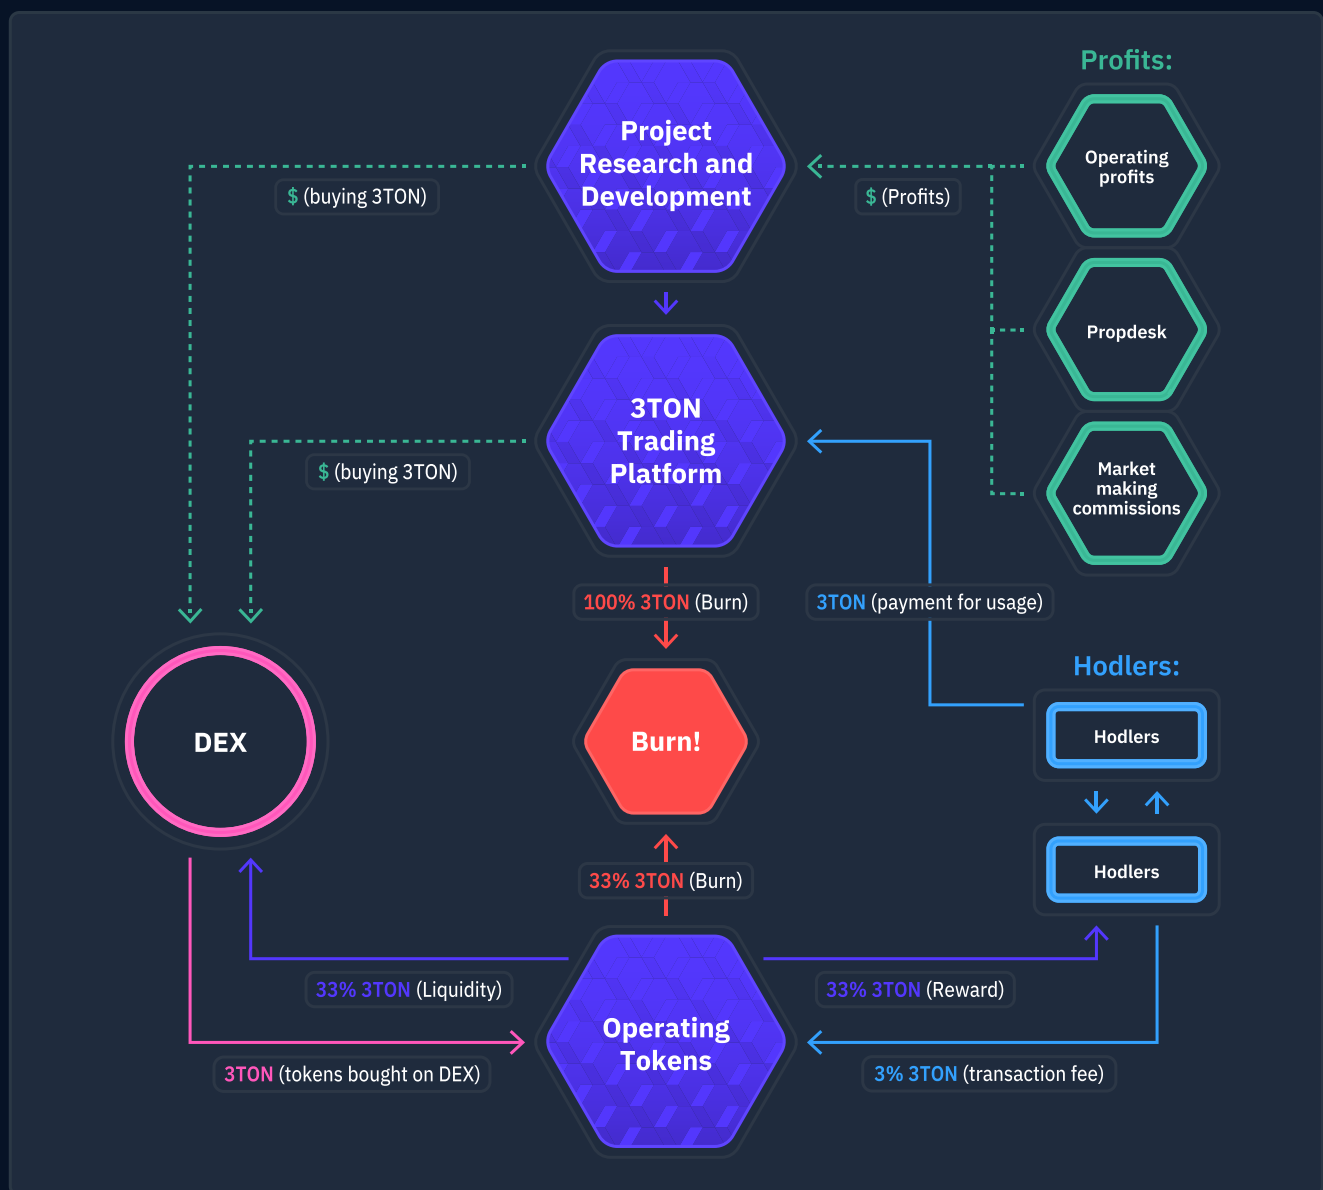 Profits:
Project
Research and
Development
Operating
profits
$ (buying 3TON)
$ (Profits)
Propdesk
3TON
Trading
Platform
$ (buying 3TON)
Market
making
commissions
100% 3TON (Burn)
3TON (payment for usage)
Hodlers:
DEX
Burn!
Hodlers
Hodlers
33% 3TON (Burn)
33% 3TON (Liquidity)
33% 3TON (Reward)
Operating
Tokens
3TON (tokens bought on DEX)
3% 3TON (transaction fee)